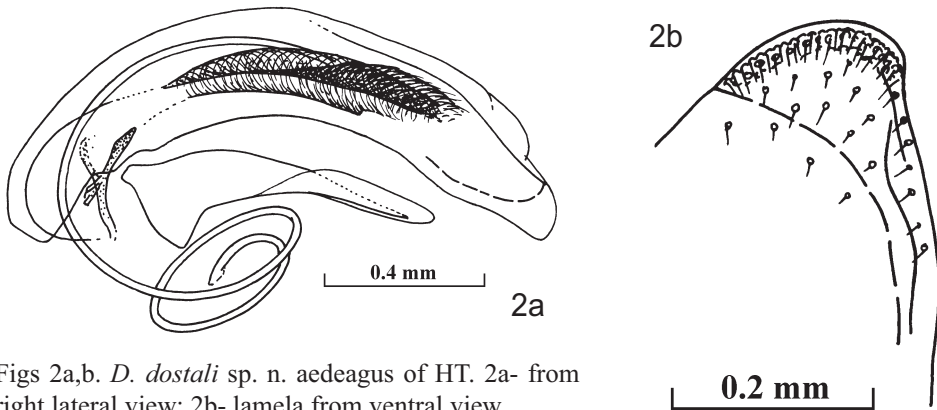 2b
0.4 mm
2a
Figs 2a,b. D. dostali sp. n. aedeagus of HT. 2a- from
right lateral view; 2b- lamela from ventral view
0.2 mm